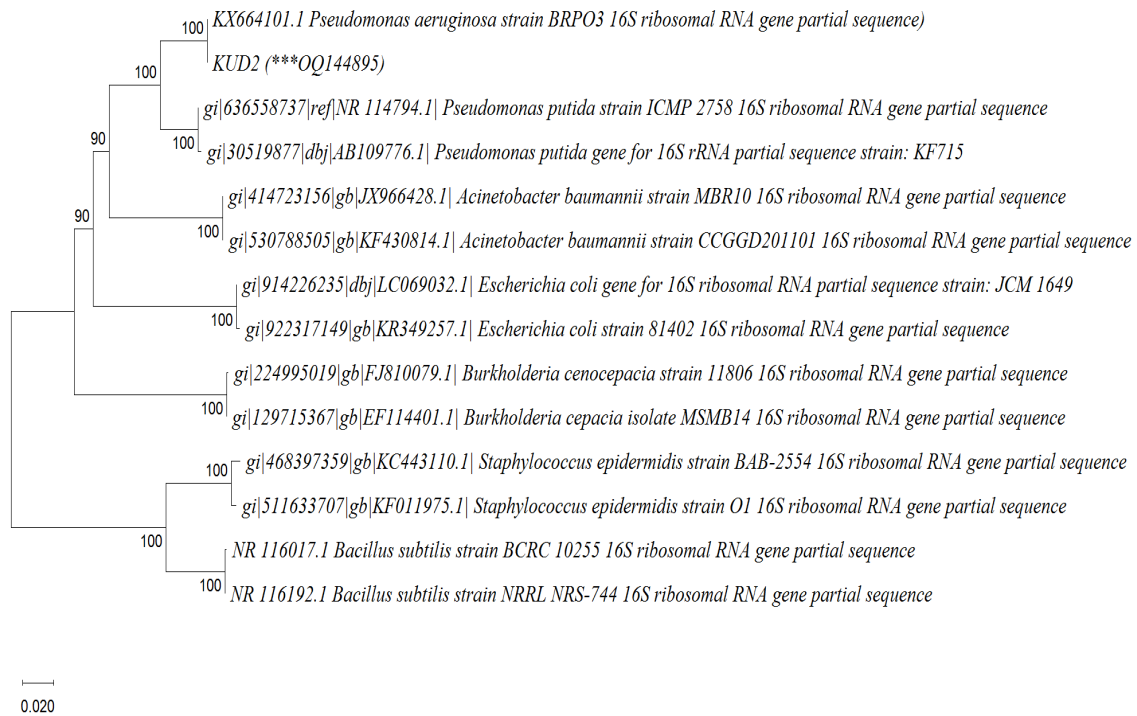 KX664101.1 Pseudomonas aeruginosa strain BRPO3 16S ribosomal RNA gene partial sequence)
100
KUD2 (***OQ144895)
100
gi|636558737|ref|NR 114794.1| Pseudomonas putida strain ICMP 2758 16S ribosomal RNA gene partial sequence
90
100
gi|30519877|dbj|AB109776.1| Pseudomonas putida gene for 16S rRNA partial sequence strain: KF715
gi|414723156|gb|JX966428.1| Acinetobacter baumannii strain MBR10 16S ribosomal RNA gene partial sequence
90
100
gi|530788505|gb|KF430814.1| Acinetobacter baumannii strain CCGGD201101 16S ribosomal RNA gene partial sequence
gi|914226235|dbj|LC069032.1| Escherichia coli gene for 16S ribosomal RNA partial sequence strain: JCM 1649
100
gi|922317149|gb|KR349257.1| Escherichia coli strain 81402 16S ribosomal RNA gene partial sequence
gi|224995019|gb|FJ810079.1| Burkholderia cenocepacia strain 11806 16S ribosomal RNA gene partial sequence
100
gi|129715367|gb|EF114401.1| Burkholderia cepacia isolate MSMB14 16S ribosomal RNA gene partial sequence
gi|468397359|gb|KC443110.1| Staphylococcus epidermidis strain BAB-2554 16S ribosomal RNA gene partial sequence
100
gi|511633707|gb|KF011975.1| Staphylococcus epidermidis strain O1 16S ribosomal RNA gene partial sequence
100
NR 116017.1 Bacillus subtilis strain BCRC 10255 16S ribosomal RNA gene partial sequence
100
NR 116192.1 Bacillus subtilis strain NRRL NRS-744 16S ribosomal RNA gene partial sequence
0.020